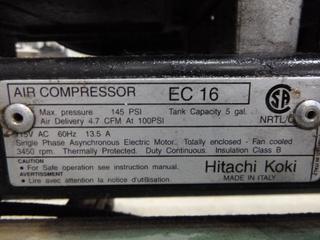 AIR COMPRESSOR EC 16
Max. pressure 145 PSI Tank Capacity 5 gal.
Air Delivery 4.7 CFM At 100PSI
NRTL/C
115V AC 60Hz 13.5 A
Single Phase Asynchronous Electric Motor. Totally enclosed - Fan cooled
3450 rpm. Thermally Protected. Duty Continuous. Insulation Class B
CAUTION
• For Safe operation see instruction manual.
AVERTISSEMENT
• Lire avec attention la notice d'utilisation.
Hitachi Koki
MADE IN ITALY